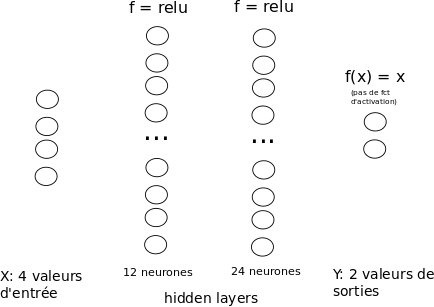 f = relu
f = relu
f(x) = x
(pas de fct
d'activation)
...
...
X: 4 valeurs
d'entrée
12 neurones
24 neurones
hidden layers
Y: 2 valeurs de
sorties